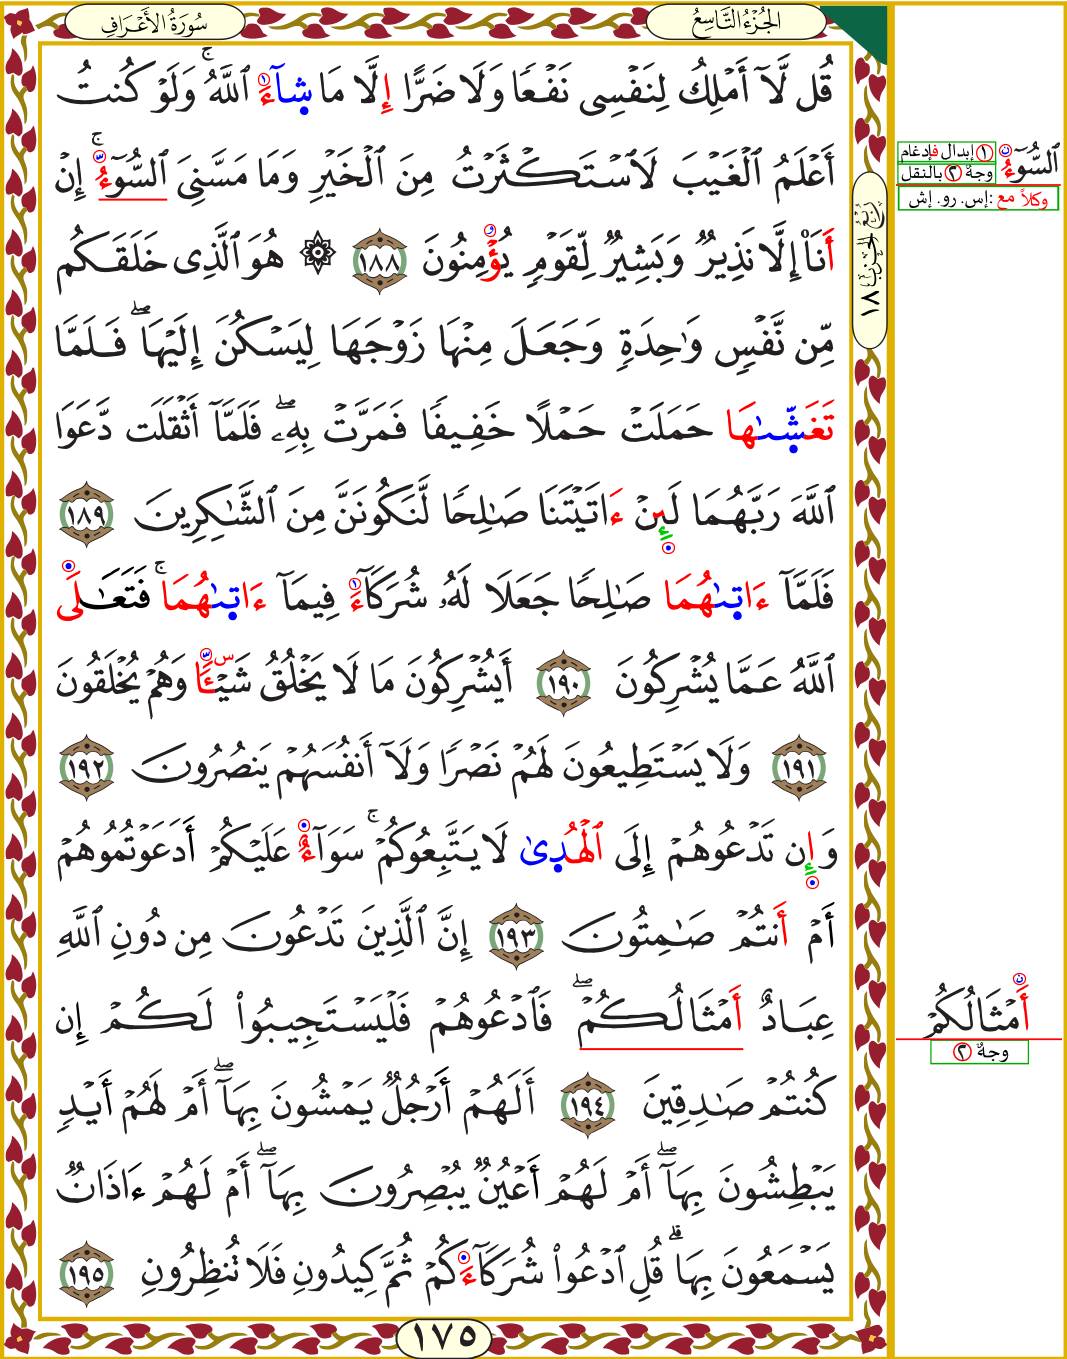 سُورَةُ الأَعْرَافِ
الجُزْءُ التَّاسِعُ
قُل لَّآ أَمۡلِكُ لِنَفۡسِي نَفۡعٗا وَلَا ضَرًّا إِلَّا مَا شَآءَ ٱللَّهُۚ وَلَوۡ كُنتُ
أَعۡلَمُ ٱلۡغَيۡبَ لَٱسۡتَكۡثَرۡتُ مِنَ ٱلۡخَيۡرِ وَمَا مَسَّنِيَ ٱلسُّوٓءُۚ إِنۡ
أَنَا۠ إِلَّا نَذِيرٞ وَبَشِيرٞ لِّقَوۡمٖ يُؤۡمِنُونَ ١٨٨ ۞ هُوَ ٱلَّذِي خَلَقَكُم
مِّن نَّفۡسٖ وَٰحِدَةٖ وَجَعَلَ مِنۡهَا زَوۡجَهَا لِيَسۡكُنَ إِلَيۡهَاۖ فَلَمَّا
تَغَشَّىٰهَا حَمَلَتۡ حَمۡلًا خَفِيفٗا فَمَرَّتۡ بِهِۦۖ فَلَمَّآ أَثۡقَلَت دَّعَوَا
ٱللَّهَ رَبَّهُمَا لَئِنۡ ءَاتَيۡتَنَا صَٰلِحٗا لَّنَكُونَنَّ مِنَ ٱلشَّٰكِرِينَ ١٨٩
فَلَمَّآ ءَاتَىٰهُمَا صَٰلِحٗا جَعَلَا لَهُۥ شُرَكَآءَ فِيمَآ ءَاتَىٰهُمَاۚ فَتَعَٰلَى
ٱللَّهُ عَمَّا يُشۡرِكُونَ ١٩٠ أَيُشۡرِكُونَ مَا لَا يَخۡلُقُ شَيۡـٔٗا وَهُمۡ يُخۡلَقُونَ
١٩١ وَلَا يَسۡتَطِيعُونَ لَهُمۡ نَصۡرٗا وَلَآ أَنفُسَهُمۡ يَنصُرُونَ ١٩٢
وَإِن تَدۡعُوهُمۡ إِلَى ٱلۡهُدَىٰ لَا يَتَّبِعُوكُمۡۚ سَوَآءٌ عَلَيۡكُمۡ أَدَعَوۡتُمُوهُمۡ
أَمۡ أَنتُمۡ صَٰمِتُونَ ١٩٣ إِنَّ ٱلَّذِينَ تَدۡعُونَ مِن دُونِ ٱللَّهِ
عِبَادٌ أَمۡثَالُكُمۡۖ فَٱدۡعُوهُمۡ فَلۡيَسۡتَجِيبُواْ لَكُمۡ إِن
كُنتُمۡ صَٰدِقِينَ ١٩٤ أَلَهُمۡ أَرۡجُلٞ يَمۡشُونَ بِهَآۖ أَمۡ لَهُمۡ أَيۡدٖ
يَبۡطِشُونَ بِهَآۖ أَمۡ لَهُمۡ أَعۡيُنٞ يُبۡصِرُونَ بِهَآۖ أَمۡ لَهُمۡ ءَاذَانٞ
يَسۡمَعُونَ بِهَاۗ قُلِ ٱدۡعُواْ شُرَكَآءَكُمۡ ثُمَّ كِيدُونِ فَلَا تُنظِرُونِ ١٩٥
١٧٥
رُبْعُ الحِزْبِ ١٨
ٱلسُّوٓءُ ١ إبدال فإدغام
وجهٌ ٢ بالنقل
وكلاً مع :إس. رو. إش
أَمۡثَالُكُمۡ
وجهٌ ٢